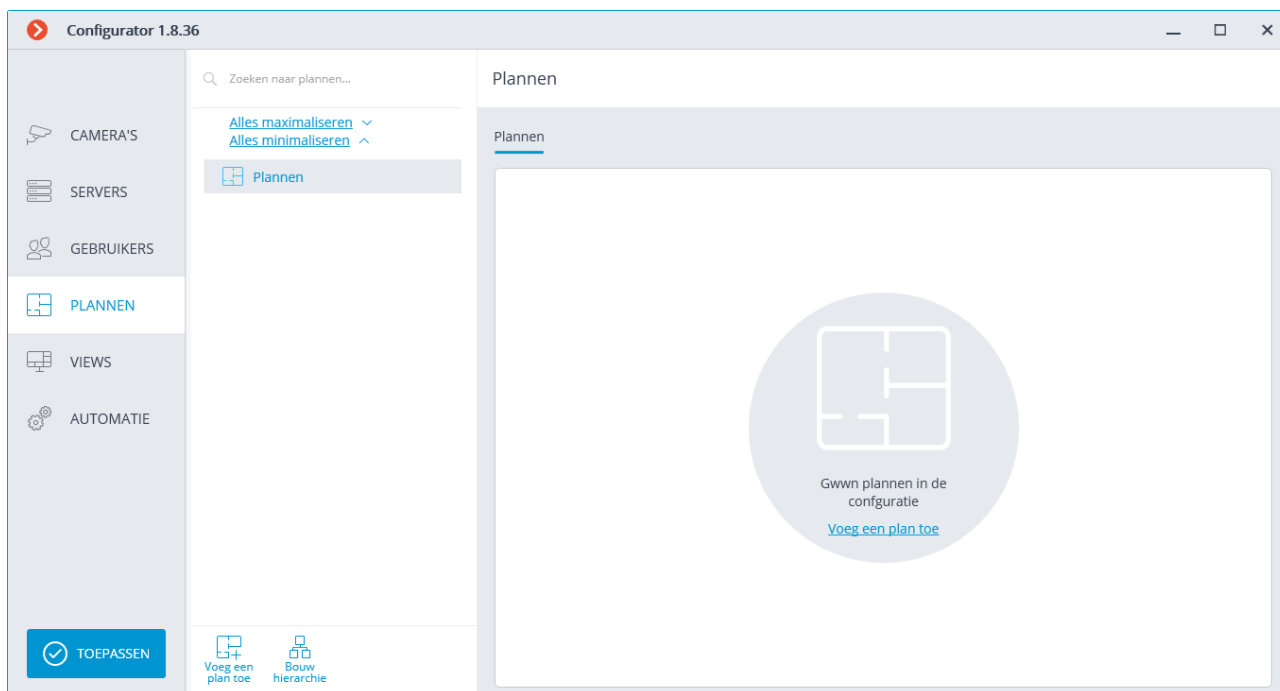 Configurator 1.8.36
CAMERA'S
SERVERS
GEBRUIKERS
PLANNEN
VIEWS
AUTOMATIE
TOEPASSEN
Zoeken naar plannen...
Alles maximaliseren
Alles minimaliseren
Plannen
Voeg een
plan toe
Bouw
hierarchie
Plannen
Plannen
Gwwn plannen in de
confguratie
Voeg een plan toe